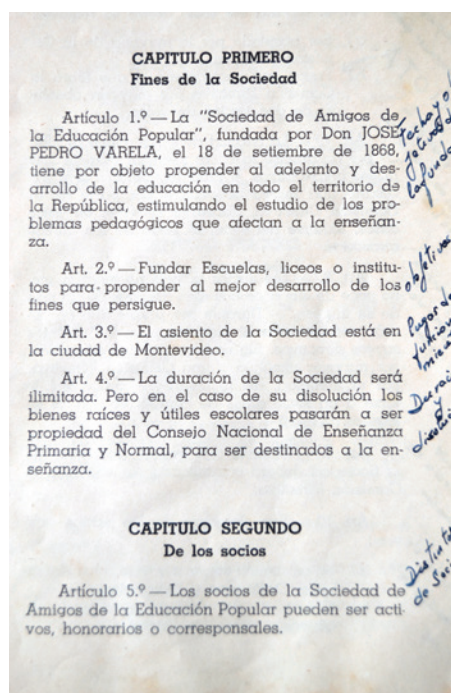 CAPITULO PRIMERO
Fines de la Sociedad
Artículo 1.º — La "Sociedad de Amigos de
la Educación Popular", fundada por Don JOSE
PEDRO VARELA, el 18 de setiembre de 1868,
tiene por objeto propender al adelanto y des-
arrollo de la educación en todo el territorio de
la República, estimulando el estudio de los pro-
blemas pedagógicos que afectan a la enseñan-
za.
Art. 2.º — Fundar Escuelas, liceos o institu-
tos para propender al mejor desarrollo de los
fines que persigue.
Art. 3.º — El asiento de la Sociedad está en
la ciudad de Montevideo.
Art. 4.º — La duración de la Sociedad será
ilimitada. Pero en el caso de su disolución los
bienes raíces y útiles escolares pasarán a ser
propiedad del Consejo Nacional de Enseñanza
Primaria y Normal, para ser destinados a la en-
señanza.
CAPITULO SEGUNDO
De los socios
Artículo 5.º — Los socios de la Sociedad de
Amigos de la Educación Popular pueden ser acti-
vos, honorarios o corresponsales.
objetivos
Lugar de
y
de Soci